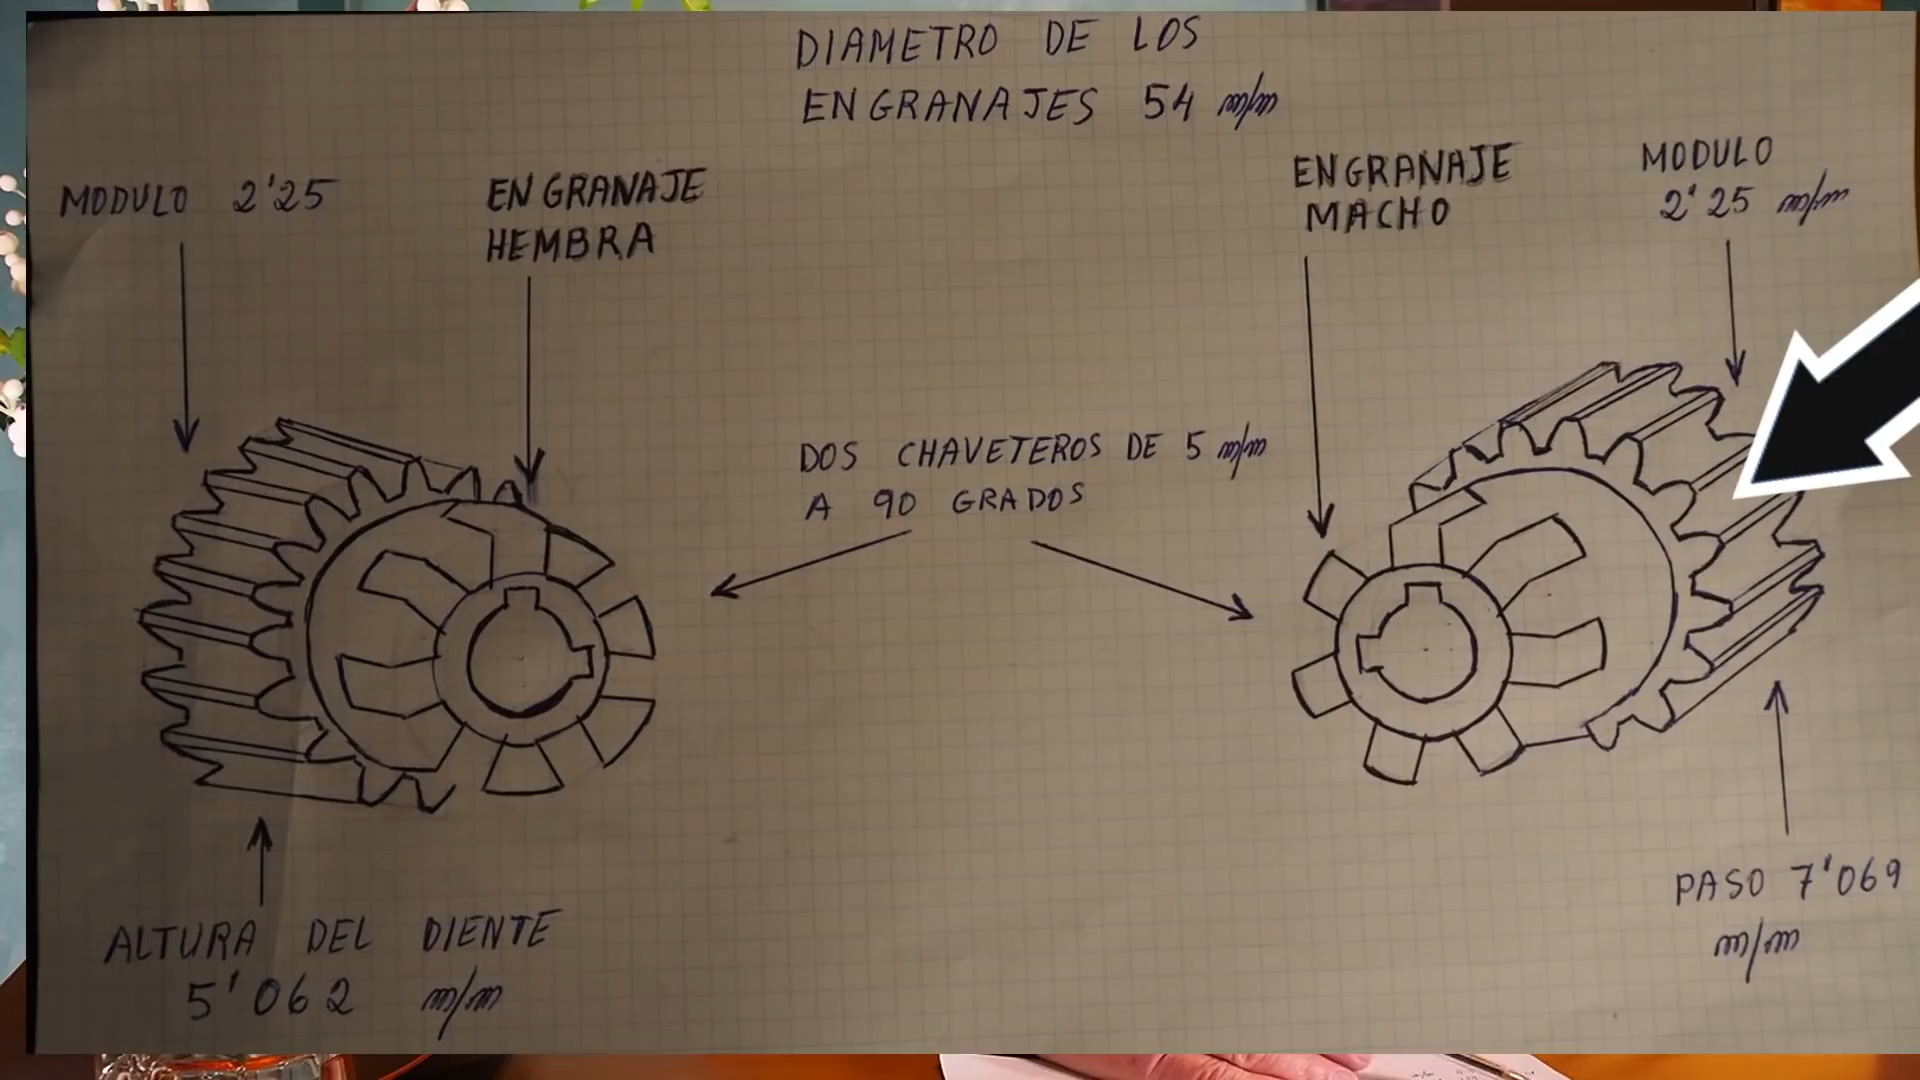 DIAMETRO DE LOS
ENGRANAJES 54 m/m
MODULO 2'25
ENGRANAJE
HEMBRA
ENGRANAJE
MACHO
MODULO
2'25 m/m
DOS CHAVETEROS DE 5 m/m
A 90 GRADOS
ALTURA DEL DIENTE
5'062 m/m
PASO 7'069
m/m